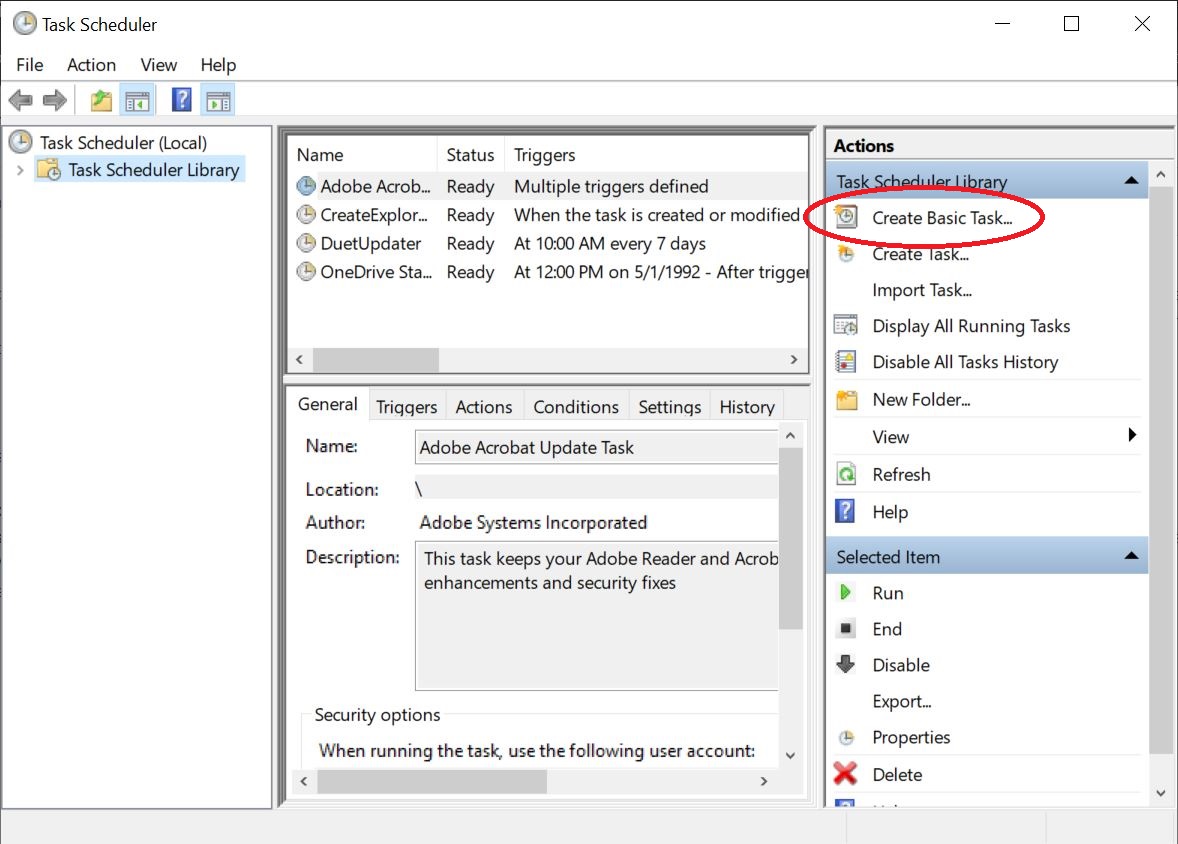 Task Scheduler
File Action View Help
Task Scheduler (Local)
Task Scheduler Library
Name Status Triggers
Adobe Acrob... Ready Multiple triggers defined
CreateExplor... Ready When the task is created or modified
DuetUpdater Ready At 10:00 AM every 7 days
OneDrive Sta... Ready At 12:00 PM on 5/1/1992 - After trigger
General Triggers Actions Conditions Settings History
Name: Adobe Acrobat Update Task
Location: \
Author: Adobe Systems Incorporated
Description: This task keeps your Adobe Reader and Acrob
enhancements and security fixes
Security options
When running the task, use the following user account:
Actions
Task Scheduler Library
Create Basic Task...
Create Task...
Import Task...
Display All Running Tasks
Disable All Tasks History
New Folder...
View
Refresh
Help
Selected Item
Run
End
Disable
Export...
Properties
Delete